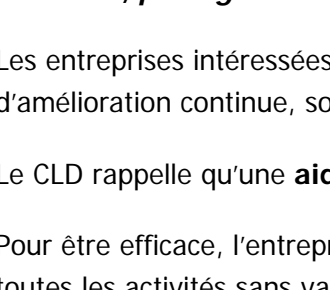 Les entreprises intéressées
d'amélioration continue, so
Le CLD rappelle qu'une aid
Pour être efficace, l'entrepr
toutes les activités sans va